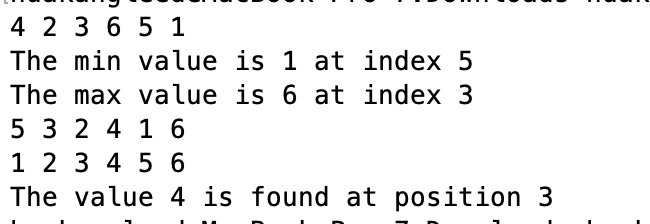 4 2 3 6 5 1
The min value is 1 at index 5
The max value is 6 at index 3
5 3 2 4 1 6
1 2 3 4 5 6
The value 4 is found at position 3